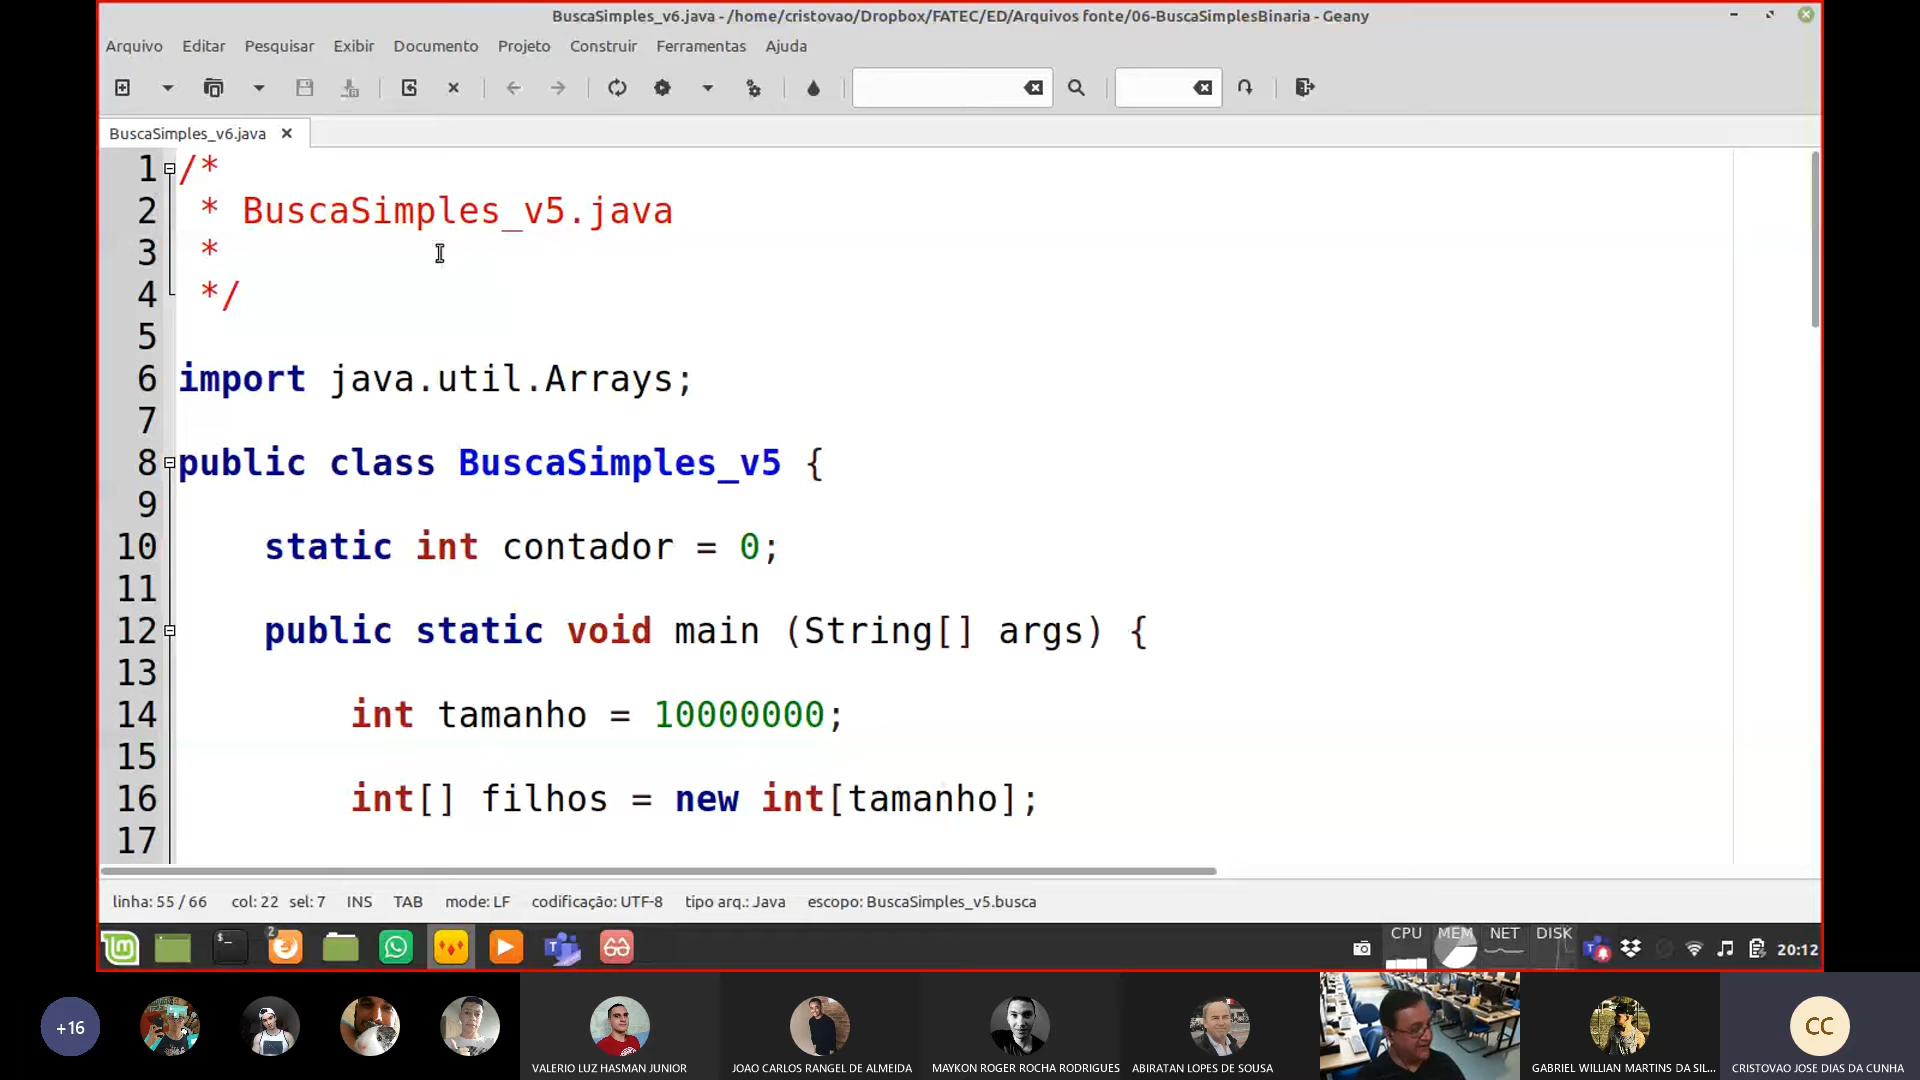 BuscaSimples_v6.java - /home/cristovao/Dropbox/FATEC/ED/Arquivos fonte/06-BuscaSimplesBinaria - Geany
Arquivo Editar Pesquisar Exibir Documento Projeto Construir Ferramentas Ajuda
BuscaSimples_v6.java
1 /*
2 * BuscaSimples_v5.java
3 *
4 */
5
6 import java.util.Arrays;
7
8 public class BuscaSimples_v5 {
9
10 static int contador = 0;
11
12 public static void main (String[] args) {
13
14 int tamanho = 10000000;
15
16 int[] filhos = new int[tamanho];
17
linha: 55 / 66 col: 22 sel: 7 INS TAB mode: LF codificação: UTF-8 tipo arq.: Java escopo: BuscaSimples_v5.busca
2 CPU MEM NET DISK 20:12
+16
CC
VALERIO LUZ HASMAN JUNIOR JOAO CARLOS RANGEL DE ALMEIDA MAYKON ROGER ROCHA RODRIGUES ABIRATAN LOPES DE SOUSA GABRIEL WILLIAN MARTINS DA SIL... CRISTOVAO JOSE DIAS DA CUNHA